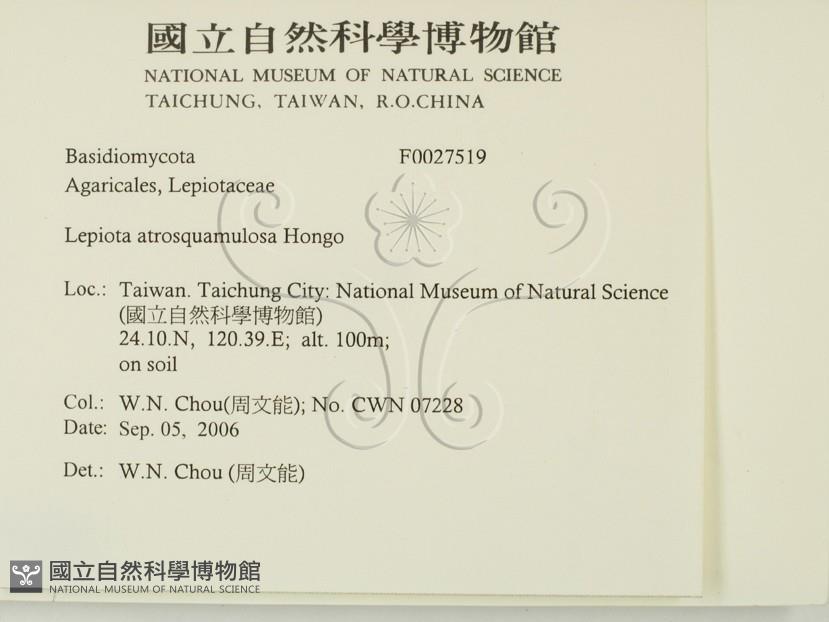 國立自然科學博物館
NATIONAL MUSEUM OF NATURAL SCIENCE
TAICHUNG, TAIWAN, R.O.CHINA
Basidiomycota F0027519
Agaricales, Lepiotaceae
Lepiota atrosquamulosa Hongo
Loc.: Taiwan. Taichung City: National Museum of Natural Science
(國立自然科學博物館)
24.10.N, 120.39.E; alt. 100m;
on soil
Col.: W.N. Chou(周文能); No. CWN 07228
Date: Sep. 05, 2006
Det.: W.N. Chou (周文能)
國立自然科學博物館
NATIONAL MUSEUM OF NATURAL SCIENCE